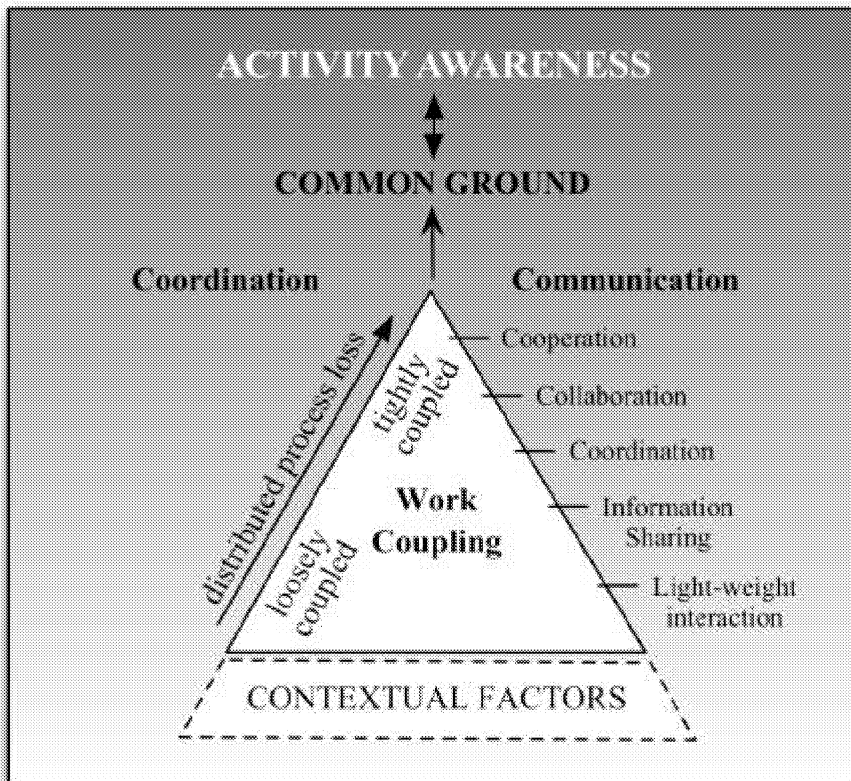 ACTIVITY AWARENESS
COMMON GROUND
Coordination
Communication
distributed process loss
tightly
coupled
loosely
coupled
Work
Coupling
Cooperation
Collaboration
Coordination
Information
Sharing
Light-weight
interaction
CONTEXTUAL FACTORS